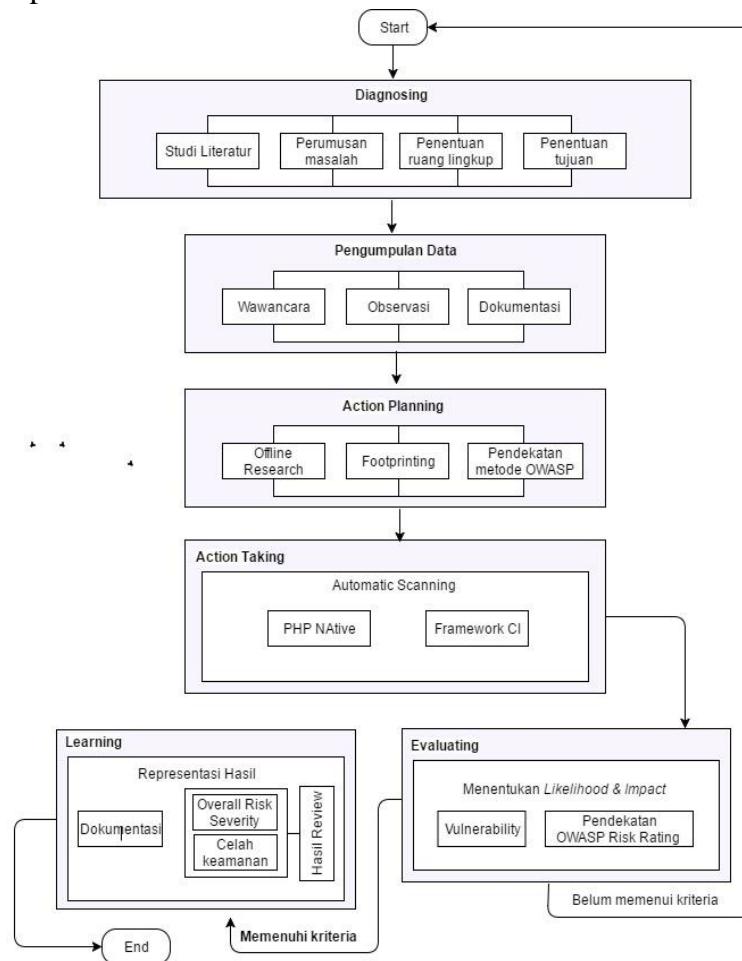 Start
Diagnosing
Studi Literatur
Perumusan
masalah
Penentuan
ruang lingkup
Penentuan
tujuan
Pengumpulan Data
Wawancara
Observasi
Dokumentasi
Action Planning
Offline
Research
Footprinting
Pendekatan
metode OWASP
Action Taking
Automatic Scanning
PHP NAtive
Framework CI
Learning
Representasi Hasil
Dokumentasi
Overall Risk
Severity
Celah
keamanan
Hasil Review
Evaluating
Menentukan Likelihood & Impact
Vulnerability
Pendekatan
OWASP Risk Rating
Belum memenui kriteria
Memenuhi kriteria
End